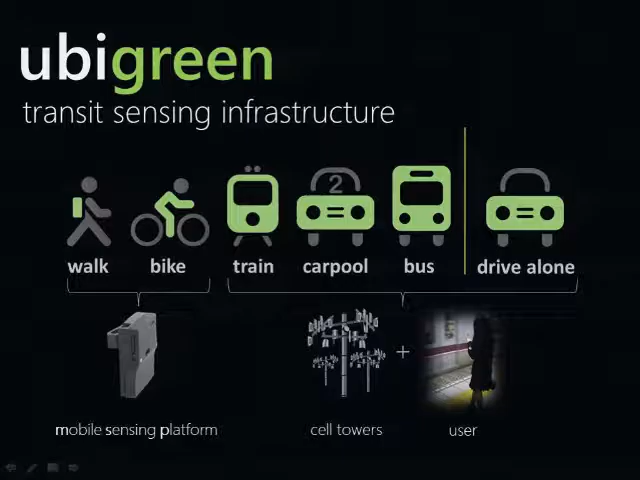 ubigreen
transit sensing infrastructure
2
walk bike train carpool bus drive alone
mobile sensing platform cell towers + user